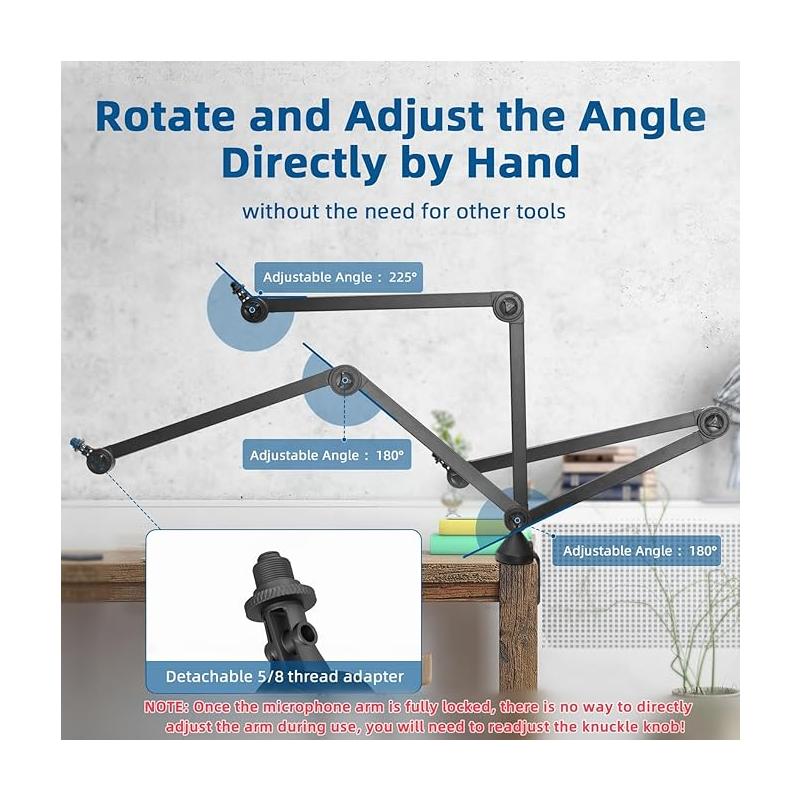 Rotate and Adjust the Angle
Directly by Hand
without the need for other tools
Adjustable Angle : 225°
Adjustable Angle : 180°
Adjustable Angle : 180°
Detachable 5/8 thread adapter
NOTE: Once the microphone arm is fully locked, there is no way to directly
adjust the arm during use, you will need to readjust the knuckle knob!